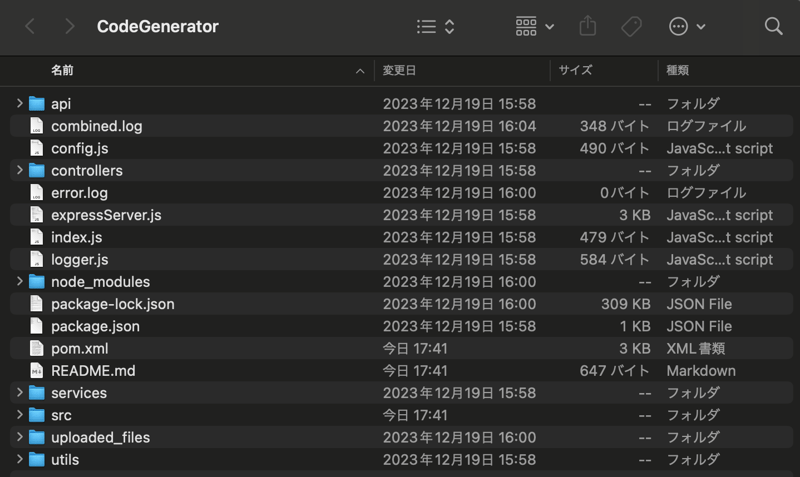 CodeGenerator
名前 変更日 サイズ 種類
api 2023年12月19日 15:58 -- フォルダ
combined.log 2023年12月19日 16:04 348 バイト ログファイル
config.js 2023年12月19日 15:58 490 バイト JavaSc...t script
controllers 2023年12月19日 15:58 -- フォルダ
error.log 2023年12月19日 16:00 0バイト ログファイル
expressServer.js 2023年12月19日 15:58 3 KB JavaSc...t script
index.js 2023年12月19日 15:58 479 バイト JavaSc...t script
logger.js 2023年12月19日 15:58 584 バイト JavaSc...t script
node_modules 2023年12月19日 16:00 -- フォルダ
package-lock.json 2023年12月19日 16:00 309 KB JSON File
package.json 2023年12月19日 15:58 1 KB JSON File
pom.xml 今日 17:41 3 KB XML書類
README.md 今日 17:41 647 バイト Markdown
services 2023年12月19日 15:58 -- フォルダ
src 今日 17:41 -- フォルダ
uploaded_files 2023年12月19日 16:00 -- フォルダ
utils 2023年12月19日 15:58 -- フォルダ